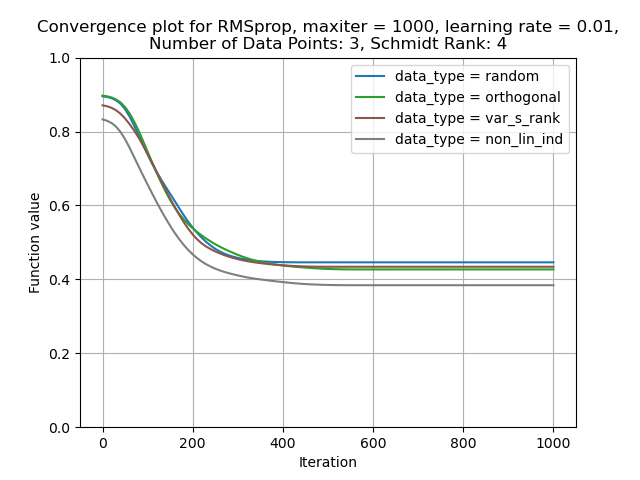 Convergence plot for RMSprop, maxiter = 1000, learning rate = 0.01,
Number of Data Points: 3, Schmidt Rank: 4
1.0
0.8
0.6
0.4
0.2
0.0
Function value
data_type = random
data_type = orthogonal
data_type = var_s_rank
data_type = non_lin_ind
0 200 400 600 800 1000
Iteration